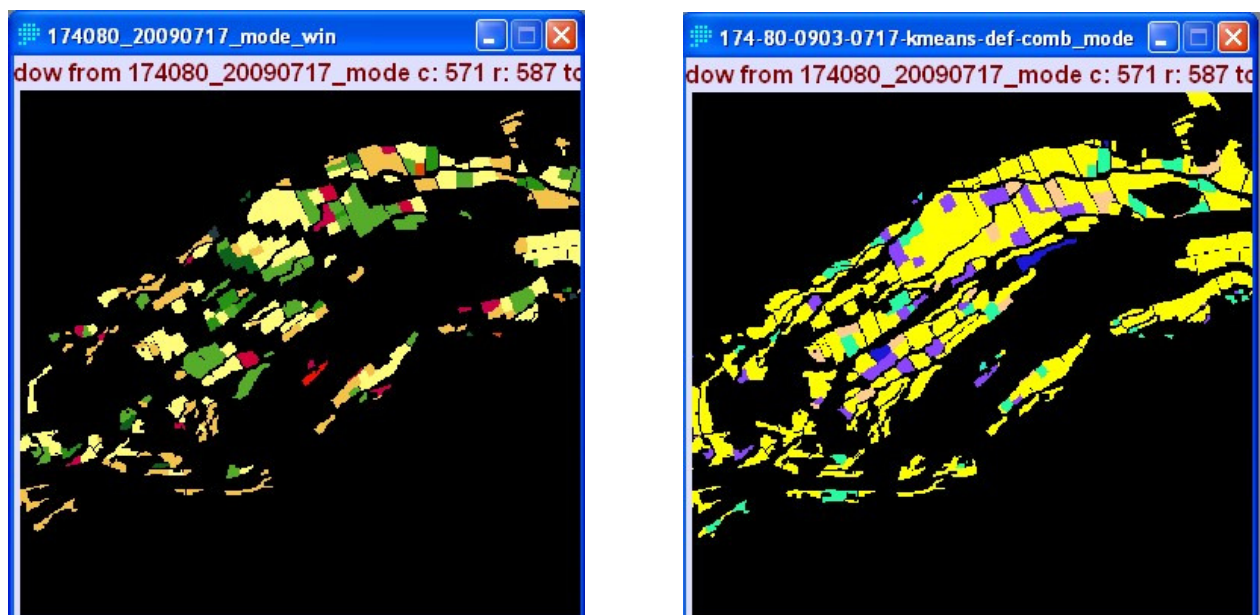 174080_20090717_mode_win
dow from 174080_20090717_mode c: 571 r: 587 to
174-80-0903-0717-kmeans-def-comb_mode
dow from 174080_20090717_mode c: 571 r: 587 to